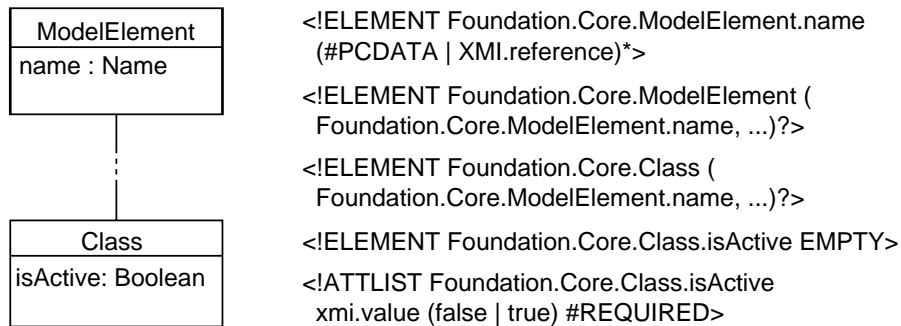 ModelElement
name : Name
Class
isActive: Boolean
<!ELEMENT Foundation.Core.ModelElement.name
(#PCDATA | XMI.reference)*>
<!ELEMENT Foundation.Core.ModelElement (
Foundation.Core.ModelElement.name, ...)?>
<!ELEMENT Foundation.Core.Class (
Foundation.Core.ModelElement.name, ...)?>
<!ELEMENT Foundation.Core.Class.isActive EMPTY>
<!ATTLIST Foundation.Core.Class.isActive
xmi.value (false | true) #REQUIRED>